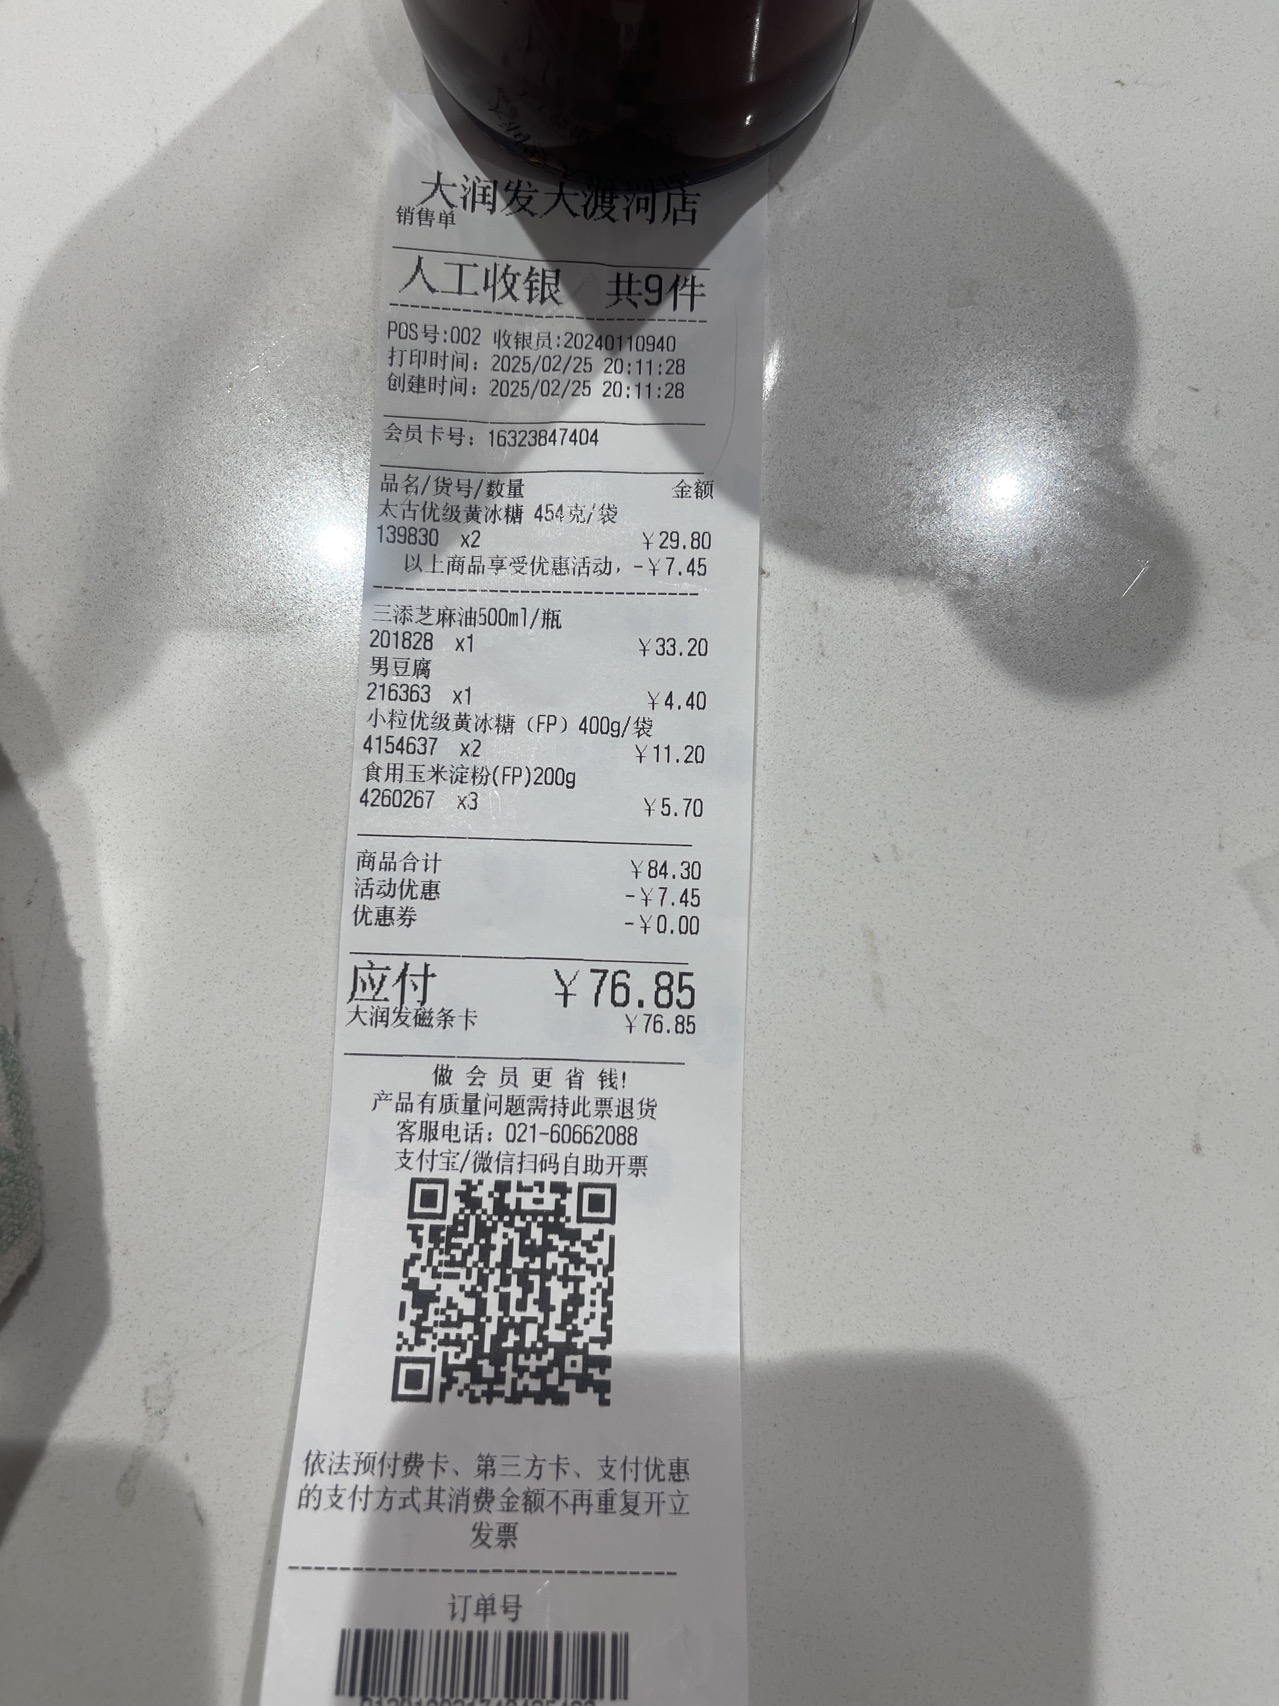 大润发大渡河店
销售单
人工收银 共9件
POS号:002 收银员:20240110940
打印时间: 2025/02/25 20:11:28
创建时间: 2025/02/25 20:11:28
会员卡号: 16323847404
品名/货号/数量 金额
太古优级黄冰糖 454克/袋
139830 x2 ￥29.80
以上商品享受优惠活动,-￥7.45
三添芝麻油500ml/瓶
201828 x1 ￥33.20
男豆腐
216363 x1 ￥4.40
小粒优级黄冰糖（FP）400g/袋
4154637 x2 ￥11.20
食用玉米淀粉(FP)200g
4260267 x3 ￥5.70
商品合计 ￥84.30
活动优惠 -￥7.45
优惠券 -￥0.00
应付 ￥76.85
大润发磁条卡 ￥76.85
做会员更省钱!
产品有质量问题需持此票退货
客服电话: 021-60662088
支付宝/微信扫码自助开票
依法预付费卡、第三方卡、支付优惠
的支付方式其消费金额不再重复开立
发票
订单号